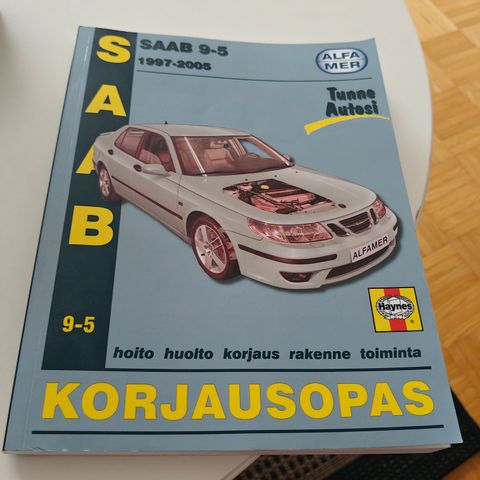 SAAB 9-5
1997-2005
ALFA
MER
Tunne
Autosi
SAAB
ALFAMER
Haynes
®
9-5
hoito huolto korjaus rakenne toiminta
KORJAUSOPAS